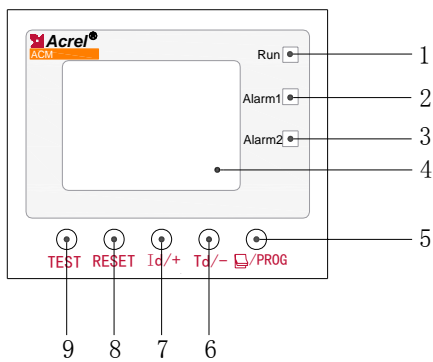 Acrel®
ACM
Run
1
Alarm1
2
Alarm2
3
4
5
TEST RESET Id/+ Td/- /PROG
9 8 7 6